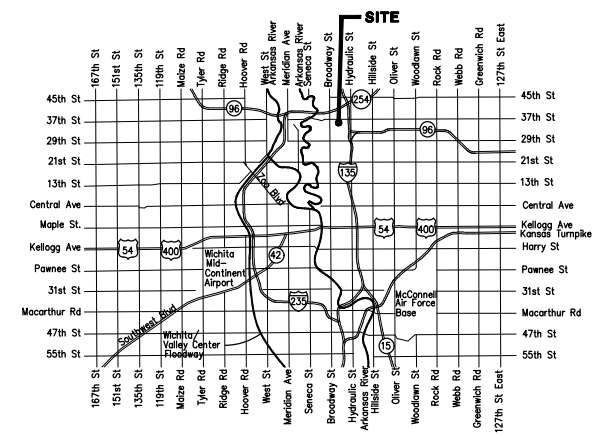 SITE
167th St
151st St
135th St
119th St
Maize Rd
Tyler Rd
Ridge Rd
Hoover Rd
West St
Arkansas River
Meridian Ave
Arkansas River
Seneca St
Broadway St
Hydraulic St
Hillside St
Oliver St
Woodlawn St
Rock Rd
Webb Rd
Greenwich Rd
127th St East
45th St
254
45th St
37th St
96
37th St
29th St
96
29th St
21st St
21st St
13th St
Zoo Blvd
135
13th St
Central Ave
Central Ave
Maple St.
54
400
Kellogg Ave
Kansas Turnpike
Kellogg Ave
54
400
Wichita
Mid-
Continent
Airport
42
Harry St
Pawnee St
Pawnee St
31st St
235
McConnell
Air Force
Base
31st St
Macarthur Rd
Macarthur Rd
Southwest Blvd
47th St
Wichita/
Valley Center
Floodway
47th St
55th St
15
55th St
167th St
151st St
135th St
119th St
Maize Rd
Tyler Rd
Ridge Rd
Hoover Rd
West St
Meridian Ave
Seneca St
Broadway St
Hydraulic St
Arkansas River
Hillside St
Oliver St
Woodlawn St
Rock Rd
Webb Rd
Greenwich Rd
127th St East